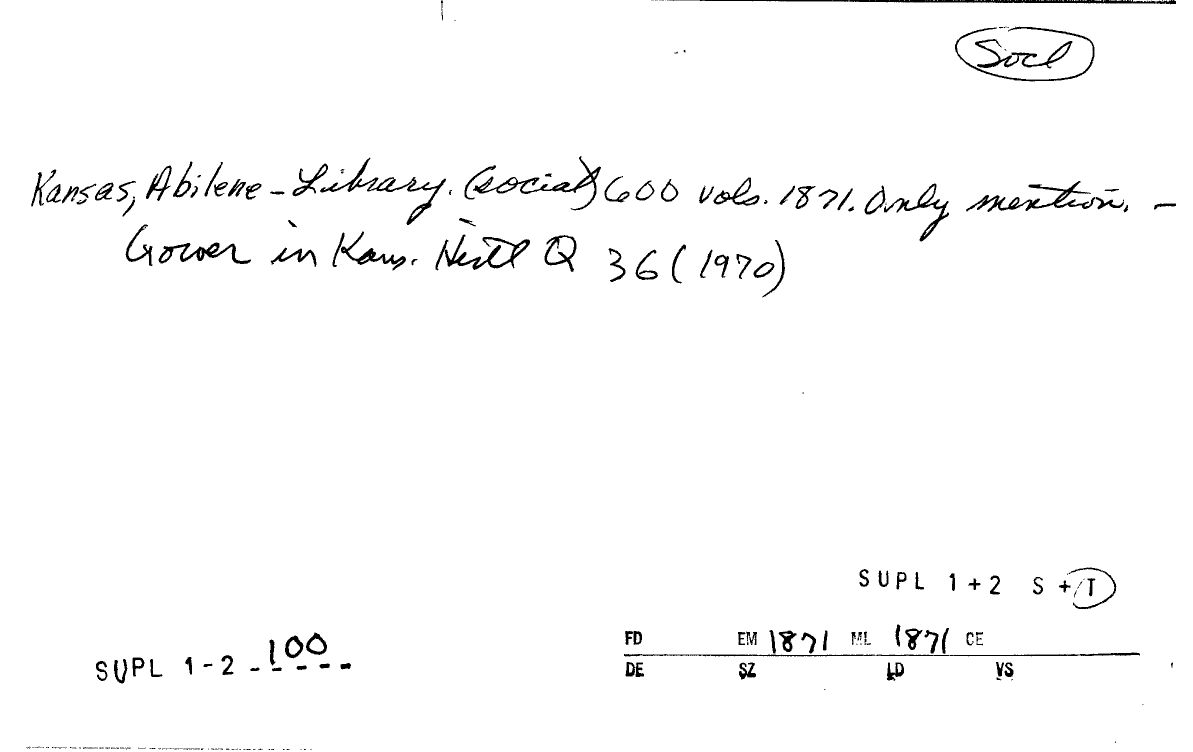 Socl
Kansas, Abilene – Library. (social) 600 vols. 1871. Only mention. –
Gower in Kans. Histl Q 36 (1970)
SUPL 1+2 S + T
SUPL 1-2 - 100 - - -
FD EM 1871 ML 1871 CE
DE SZ LD VS